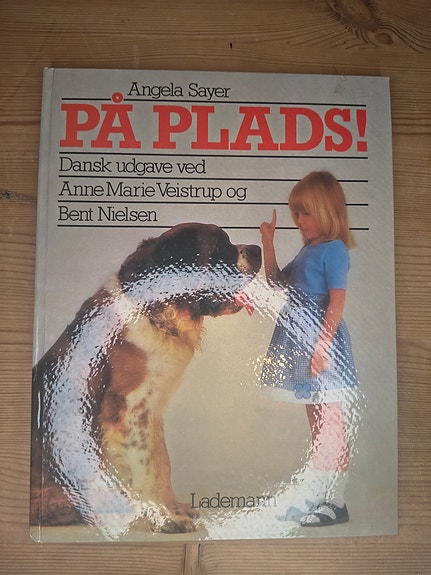 Angela Sayer
PÅ PLADS!
Dansk udgave ved
Anne Marie Veistrup og
Bent Nielsen
Lademann